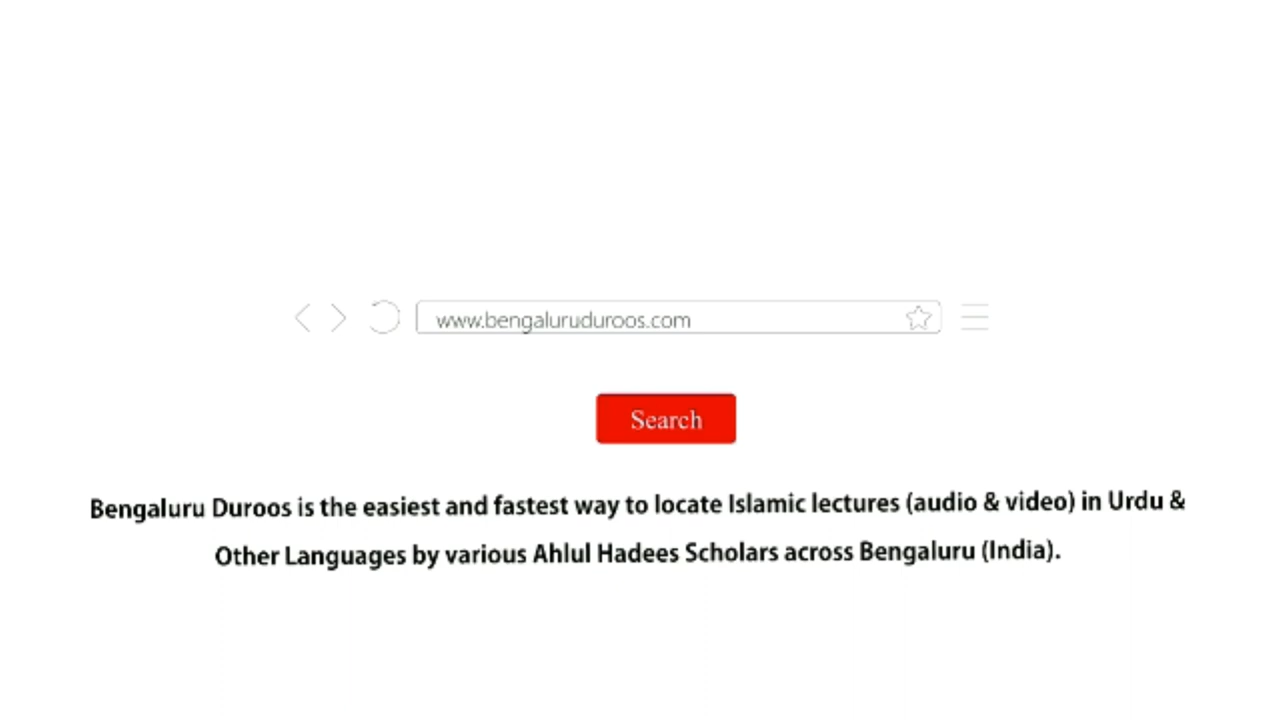 www.bengaluruduroos.com
Search
Bengaluru Duroos is the easiest and fastest way to locate Islamic lectures (audio & video) in Urdu &
Other Languages by various Ahlul Hadees Scholars across Bengaluru (India).